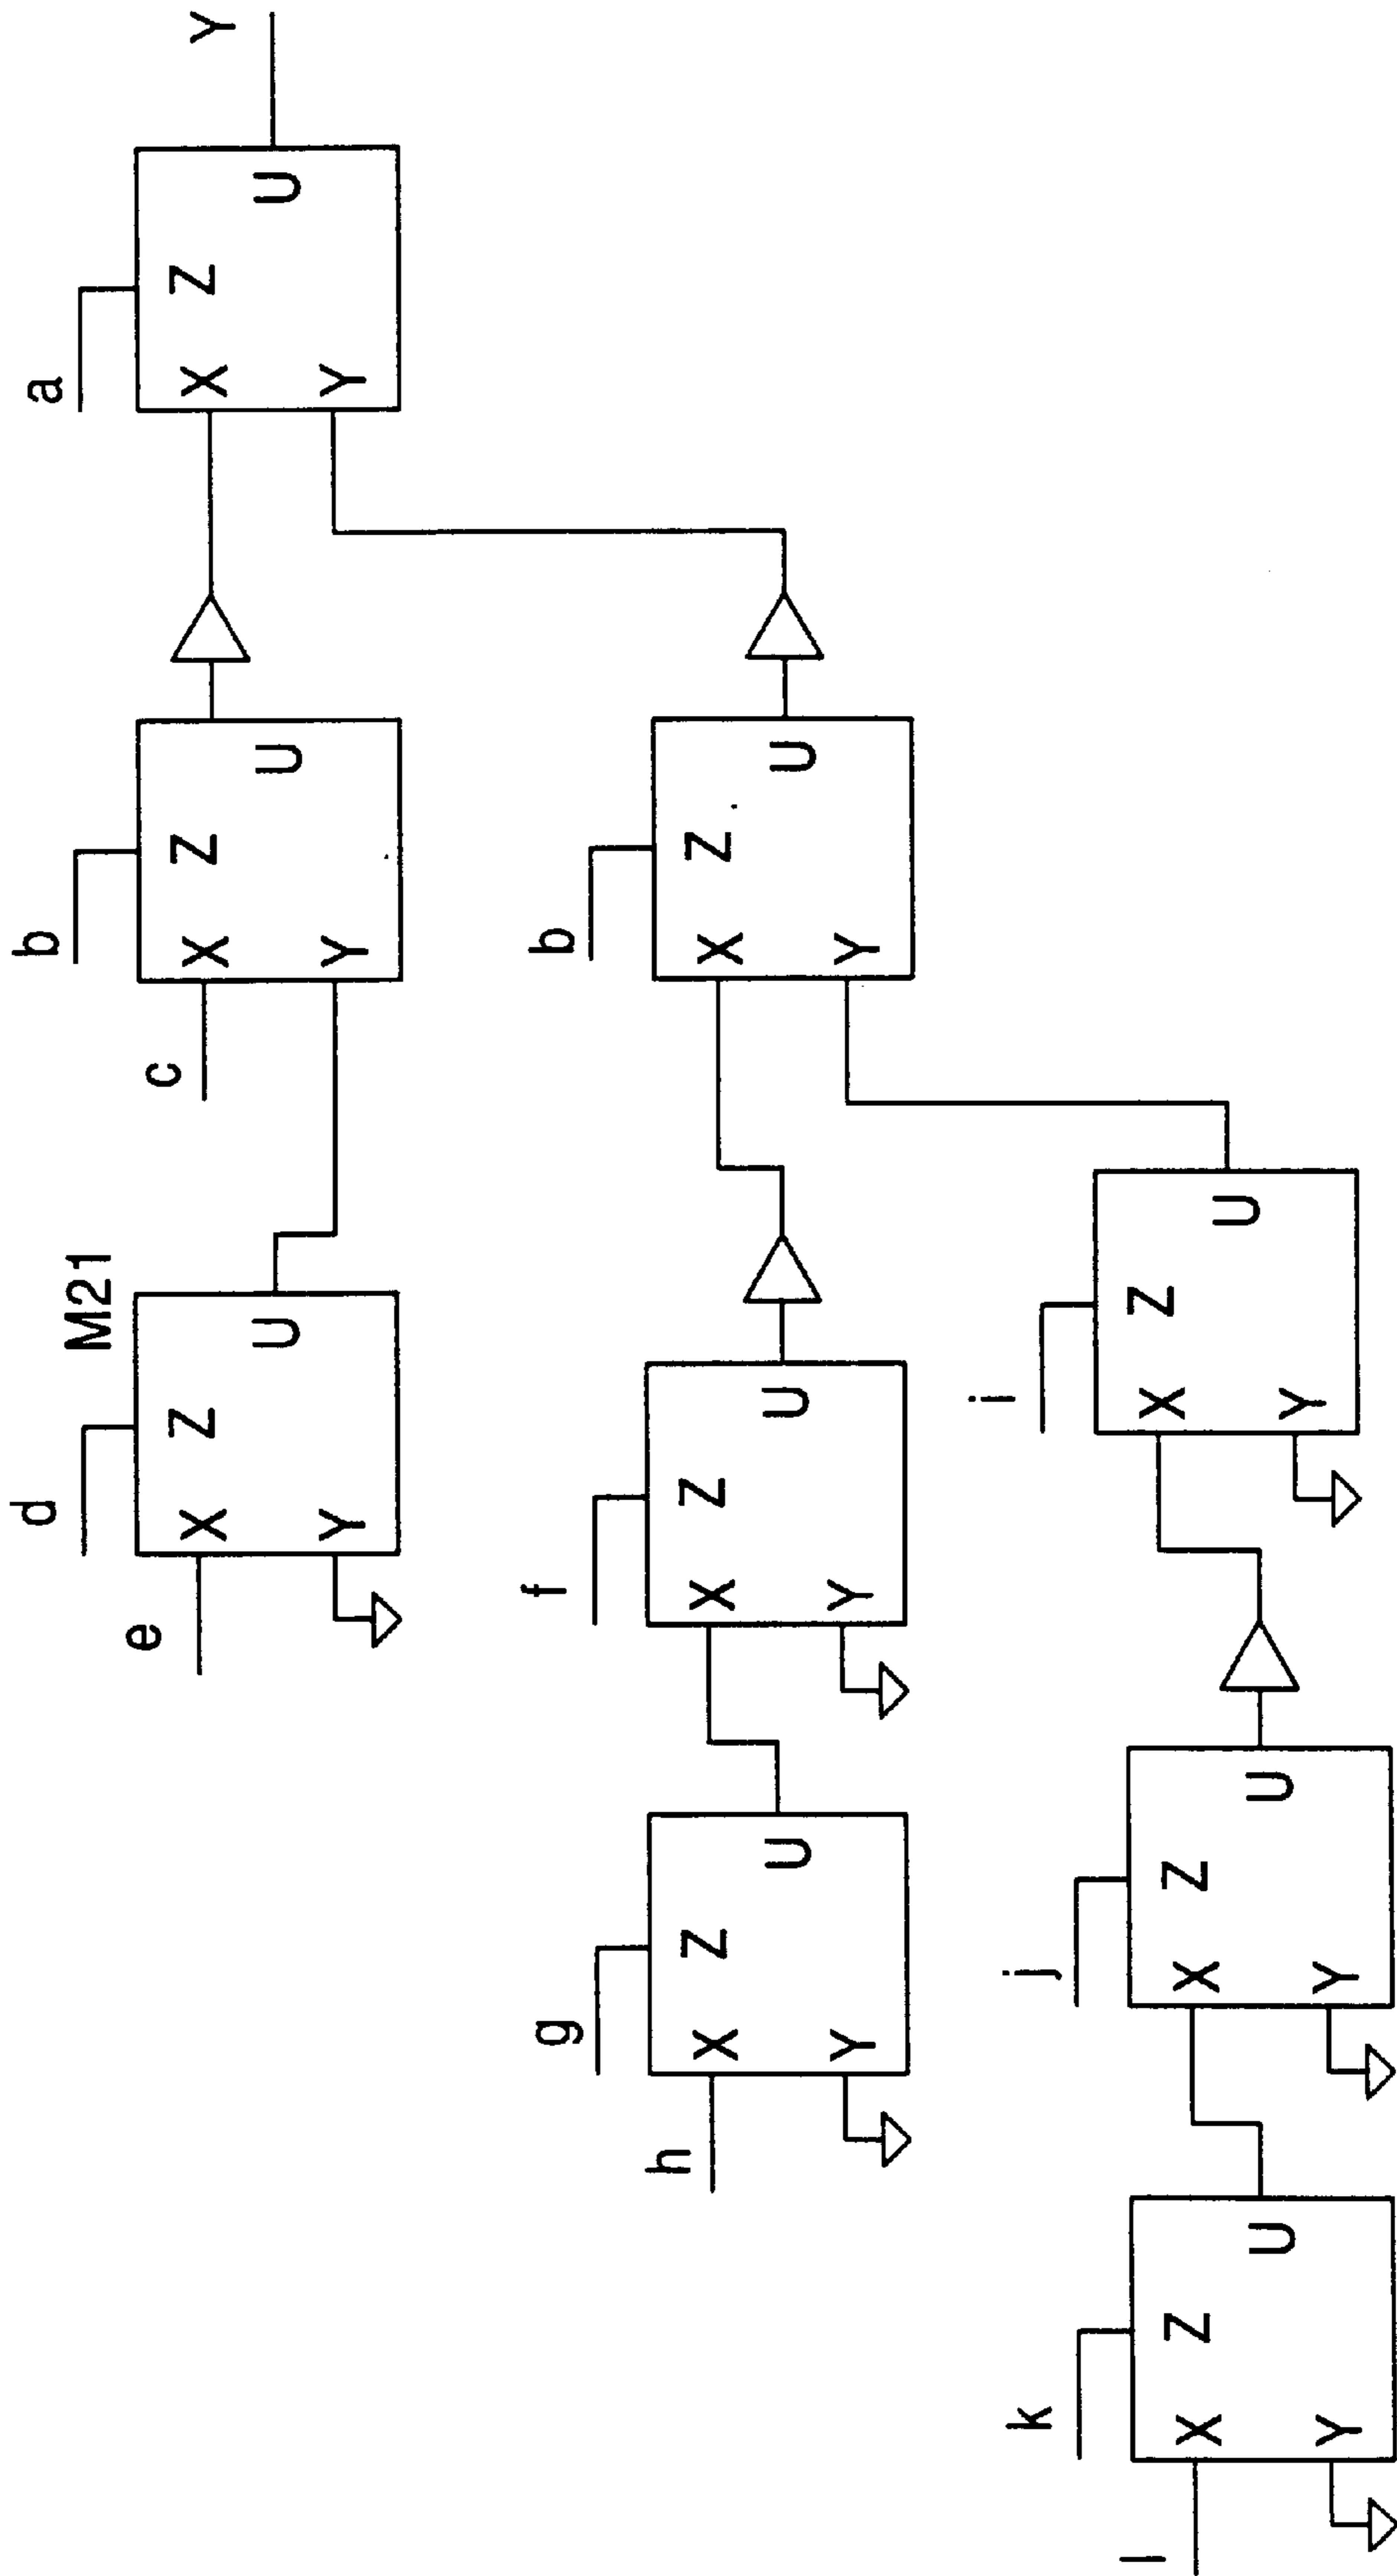 d b a
M21
e c Y
X Z X Z X Z
U U U
Y Y Y
g f b
h
X Z X Z X Z
U U U
Y Y Y
k j i
l
X Z X Z X Z
U U U
Y Y Y